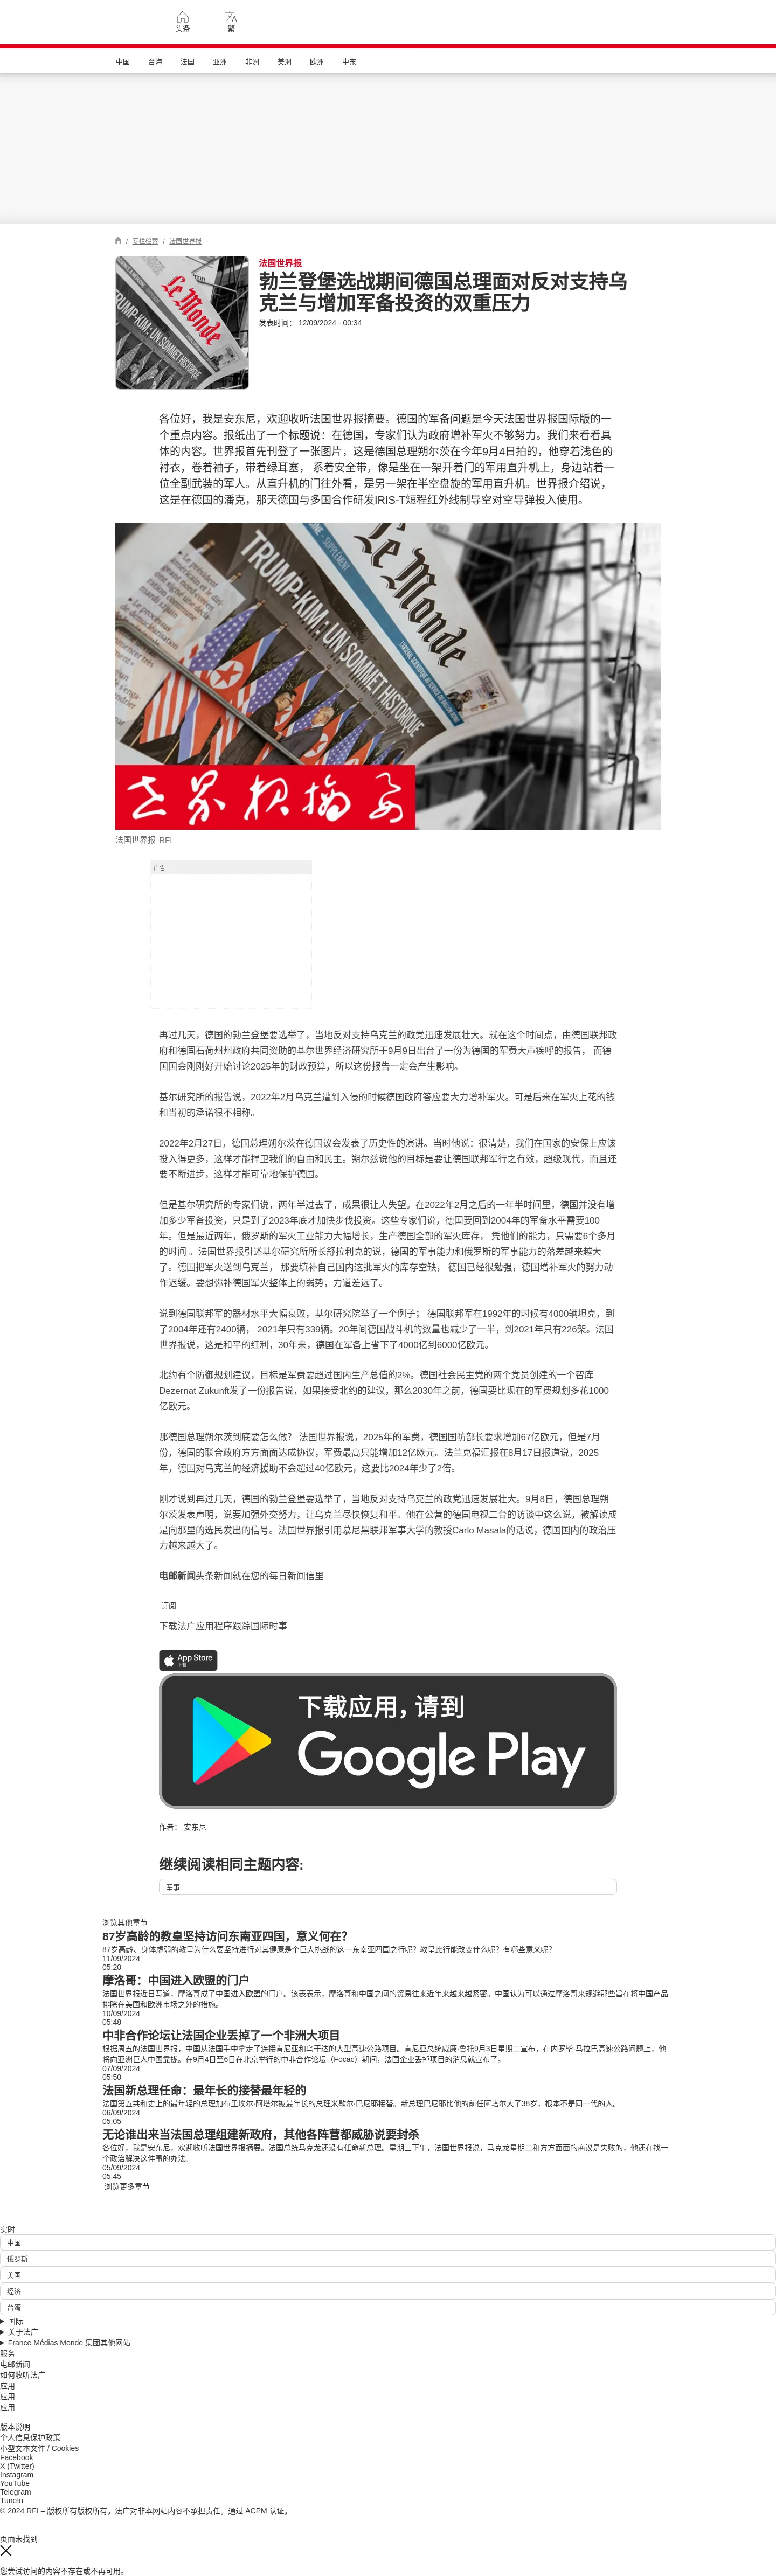 头条
繁
中国
台海
法国
亚洲
非洲
美洲
欧洲
中东
/ 专栏检索 / 法国世界报
法国世界报
勃兰登堡选战期间德国总理面对反对支持乌
克兰与增加军备投资的双重压力
发表时间： 12/09/2024 - 00:34
Le Monde
TRUMP-KIM: UN SOMMET HISTORIQUE
各位好，我是安东尼，欢迎收听法国世界报摘要。德国的军备问题是今天法国世界报国际版的一
个重点内容。报纸出了一个标题说：在德国，专家们认为政府增补军火不够努力。我们来看看具
体的内容。世界报首先刊登了一张图片，这是德国总理朔尔茨在今年9月4日拍的，他穿着浅色的
衬衣，卷着袖子，带着绿耳塞， 系着安全带，像是坐在一架开着门的军用直升机上，身边站着一
位全副武装的军人。从直升机的门往外看，是另一架在半空盘旋的军用直升机。世界报介绍说，
这是在德国的潘克，那天德国与多国合作研发IRIS-T短程红外线制导空对空导弹投入使用。
Le Monde
TRUMP-KIM: UN SOMMET HISTORIQUE
世界报摘要
法国世界报 RFI
广告
再过几天，德国的勃兰登堡要选举了，当地反对支持乌克兰的政党迅速发展壮大。就在这个时间点，由德国联邦政
府和德国石荷州州政府共同资助的基尔世界经济研究所于9月9日出台了一份为德国的军费大声疾呼的报告， 而德
国国会刚刚好开始讨论2025年的财政预算，所以这份报告一定会产生影响。
基尔研究所的报告说，2022年2月乌克兰遭到入侵的时候德国政府答应要大力增补军火。可是后来在军火上花的钱
和当初的承诺很不相称。
2022年2月27日，德国总理朔尔茨在德国议会发表了历史性的演讲。当时他说：很清楚，我们在国家的安保上应该
投入得更多，这样才能捍卫我们的自由和民主。朔尔兹说他的目标是要让德国联邦军行之有效，超级现代，而且还
要不断进步，这样才能可靠地保护德国。
但是基尔研究所的专家们说，两年半过去了，成果很让人失望。在2022年2月之后的一年半时间里，德国并没有增
加多少军备投资，只是到了2023年底才加快步伐投资。这些专家们说，德国要回到2004年的军备水平需要100
年。但是最近两年，俄罗斯的军火工业能力大幅增长，生产德国全部的军火库存， 凭他们的能力，只需要6个多月
的时间 。法国世界报引述基尔研究所所长舒拉利克的说，德国的军事能力和俄罗斯的军事能力的落差越来越大
了。德国把军火送到乌克兰， 那要填补自己国内这批军火的库存空缺， 德国已经很勉强，德国增补军火的努力动
作迟缓。要想弥补德国军火整体上的弱势，力道差远了。
说到德国联邦军的器材水平大幅衰败，基尔研究院举了一个例子； 德国联邦军在1992年的时候有4000辆坦克，到
了2004年还有2400辆， 2021年只有339辆。20年间德国战斗机的数量也减少了一半，到2021年只有226架。法国
世界报说，这是和平的红利，30年来，德国在军备上省下了4000亿到6000亿欧元。
北约有个防御规划建议，目标是军费要超过国内生产总值的2%。德国社会民主党的两个党员创建的一个智库
Dezernat Zukunft发了一份报告说，如果接受北约的建议，那么2030年之前，德国要比现在的军费规划多花1000
亿欧元。
那德国总理朔尔茨到底要怎么做？ 法国世界报说，2025年的军费，德国国防部长要求增加67亿欧元，但是7月
份，德国的联合政府方方面面达成协议，军费最高只能增加12亿欧元。法兰克福汇报在8月17日报道说，2025
年，德国对乌克兰的经济援助不会超过40亿欧元，这要比2024年少了2倍。
刚才说到再过几天，德国的勃兰登堡要选举了，当地反对支持乌克兰的政党迅速发展壮大。9月8日，德国总理朔
尔茨发表声明，说要加强外交努力，让乌克兰尽快恢复和平。他在公营的德国电视二台的访谈中这么说，被解读成
是向那里的选民发出的信号。法国世界报引用慕尼黑联邦军事大学的教授Carlo Masala的话说，德国国内的政治压
力越来越大了。
电邮新闻头条新闻就在您的每日新闻信里
订阅
下载法广应用程序跟踪国际时事
App Store
下载
下载应用，请到
Google Play
作者： 安东尼
继续阅读相同主题内容:
军事
浏览其他章节
87岁高龄的教皇坚持访问东南亚四国，意义何在？
87岁高龄、身体虚弱的教皇为什么要坚持进行对其健康是个巨大挑战的这一东南亚四国之行呢？教皇此行能改变什么呢？有哪些意义呢？
11/09/2024
05:20
摩洛哥：中国进入欧盟的门户
法国世界报近日写道，摩洛哥成了中国进入欧盟的门户。该表表示，摩洛哥和中国之间的贸易往来近年来越来越紧密。中国认为可以通过摩洛哥来规避那些旨在将中国产品
排除在美国和欧洲市场之外的措施。
10/09/2024
05:48
中非合作论坛让法国企业丢掉了一个非洲大项目
根据周五的法国世界报，中国从法国手中拿走了连接肯尼亚和乌干达的大型高速公路项目。肯尼亚总统威廉·鲁托9月3日星期二宣布，在内罗毕-马拉巴高速公路问题上，他
将向亚洲巨人中国靠拢。在9月4日至6日在北京举行的中非合作论坛（Focac）期间，法国企业丢掉项目的消息就宣布了。
07/09/2024
05:50
法国新总理任命：最年长的接替最年轻的
法国第五共和史上的最年轻的总理加布里埃尔·阿塔尔被最年长的总理米歇尔·巴尼耶接替。新总理巴尼耶比他的前任阿塔尔大了38岁，根本不是同一代的人。
06/09/2024
05:05
无论谁出来当法国总理组建新政府，其他各阵营都威胁说要封杀
各位好，我是安东尼，欢迎收听法国世界报摘要。法国总统马克龙还没有任命新总理。星期三下午，法国世界报说，马克龙星期二和方方面面的商议是失败的，他还在找一
个政治解决这件事的办法。
05/09/2024
05:45
浏览更多章节
实时
中国
俄罗斯
美国
经济
台湾
国际
关于法广
France Médias Monde 集团其他网站
服务
电邮新闻
如何收听法广
应用
应用
应用
版本说明
个人信息保护政策
小型文本文件 / Cookies
Facebook
X (Twitter)
Instagram
YouTube
Telegram
TuneIn
© 2024 RFI – 版权所有版权所有。法广对非本网站内容不承担责任。通过 ACPM 认证。
页面未找到
您尝试访问的内容不存在或不再可用。